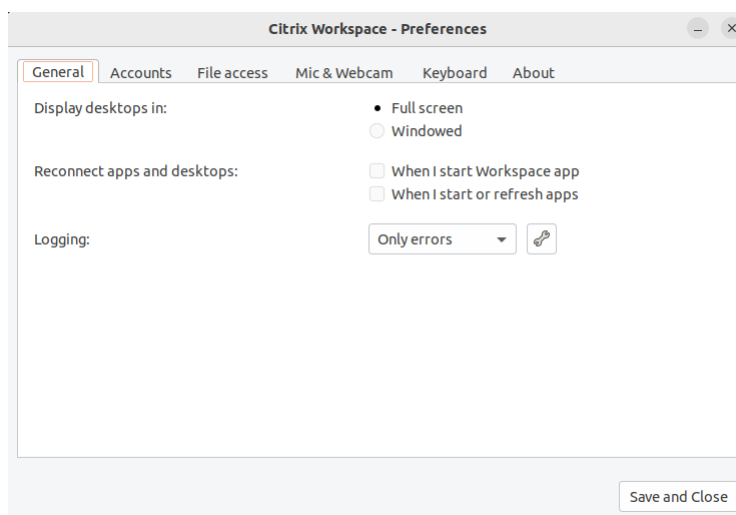 Citrix Workspace - Preferences
General Accounts File access Mic & Webcam Keyboard About
Display desktops in: Full screen
Windowed
Reconnect apps and desktops: When I start Workspace app
When I start or refresh apps
Logging: Only errors
Save and Close